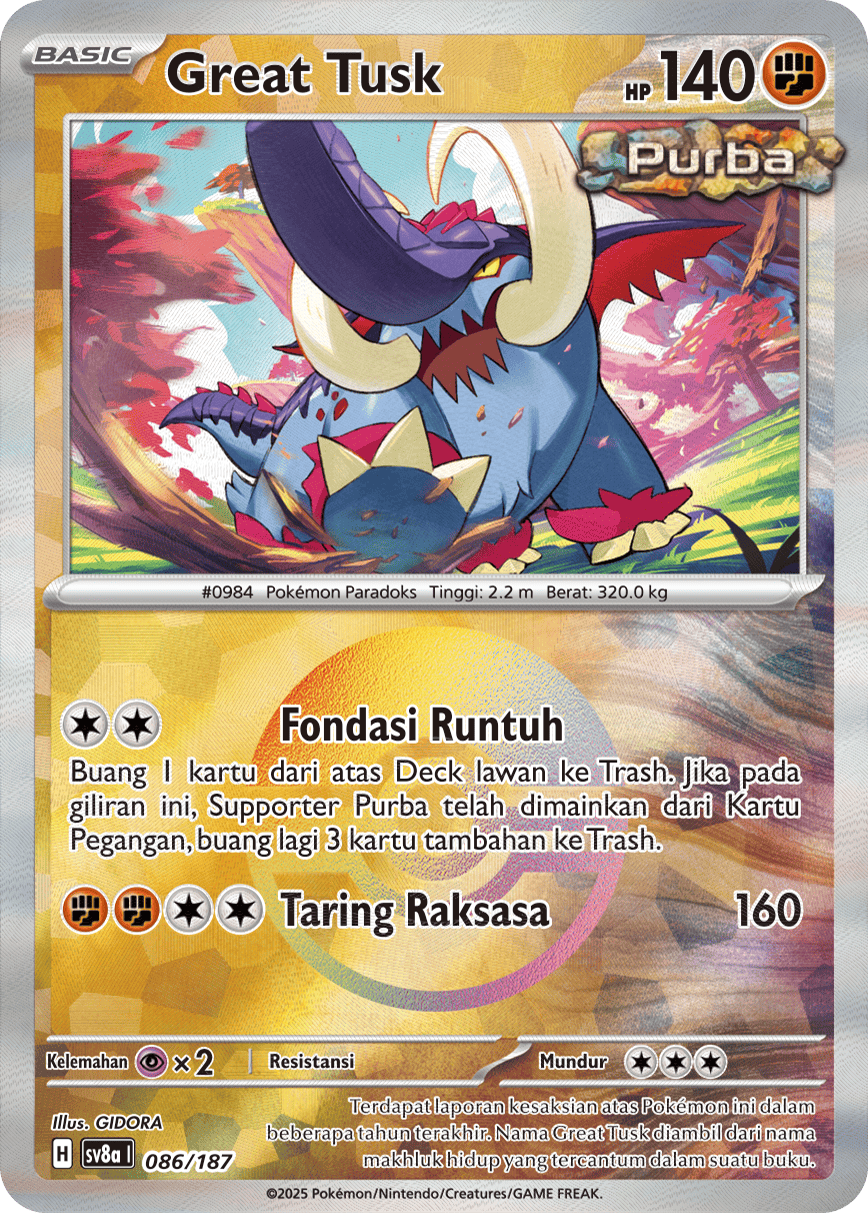 BASIC
Great Tusk
HP 140
Purba
#0984 Pokémon Paradoks Tinggi: 2.2 m Berat: 320.0 kg
Fondasi Runtuh
Buang 1 kartu dari atas Deck lawan ke Trash. Jika pada
giliran ini, Supporter Purba telah dimainkan dari Kartu
Pegangan, buang lagi 3 kartu tambahan ke Trash.
Taring Raksasa 160
Kelemahan ×2 Resistansi Mundur
Illus. GIDORA
Terdapat laporan kesaksian atas Pokémon ini dalam
beberapa tahun terakhir. Nama Great Tusk diambil dari nama
makhluk hidup yang tercantum dalam suatu buku.
H sv8a I 086/187
©2025 Pokémon/Nintendo/Creatures/GAME FREAK.